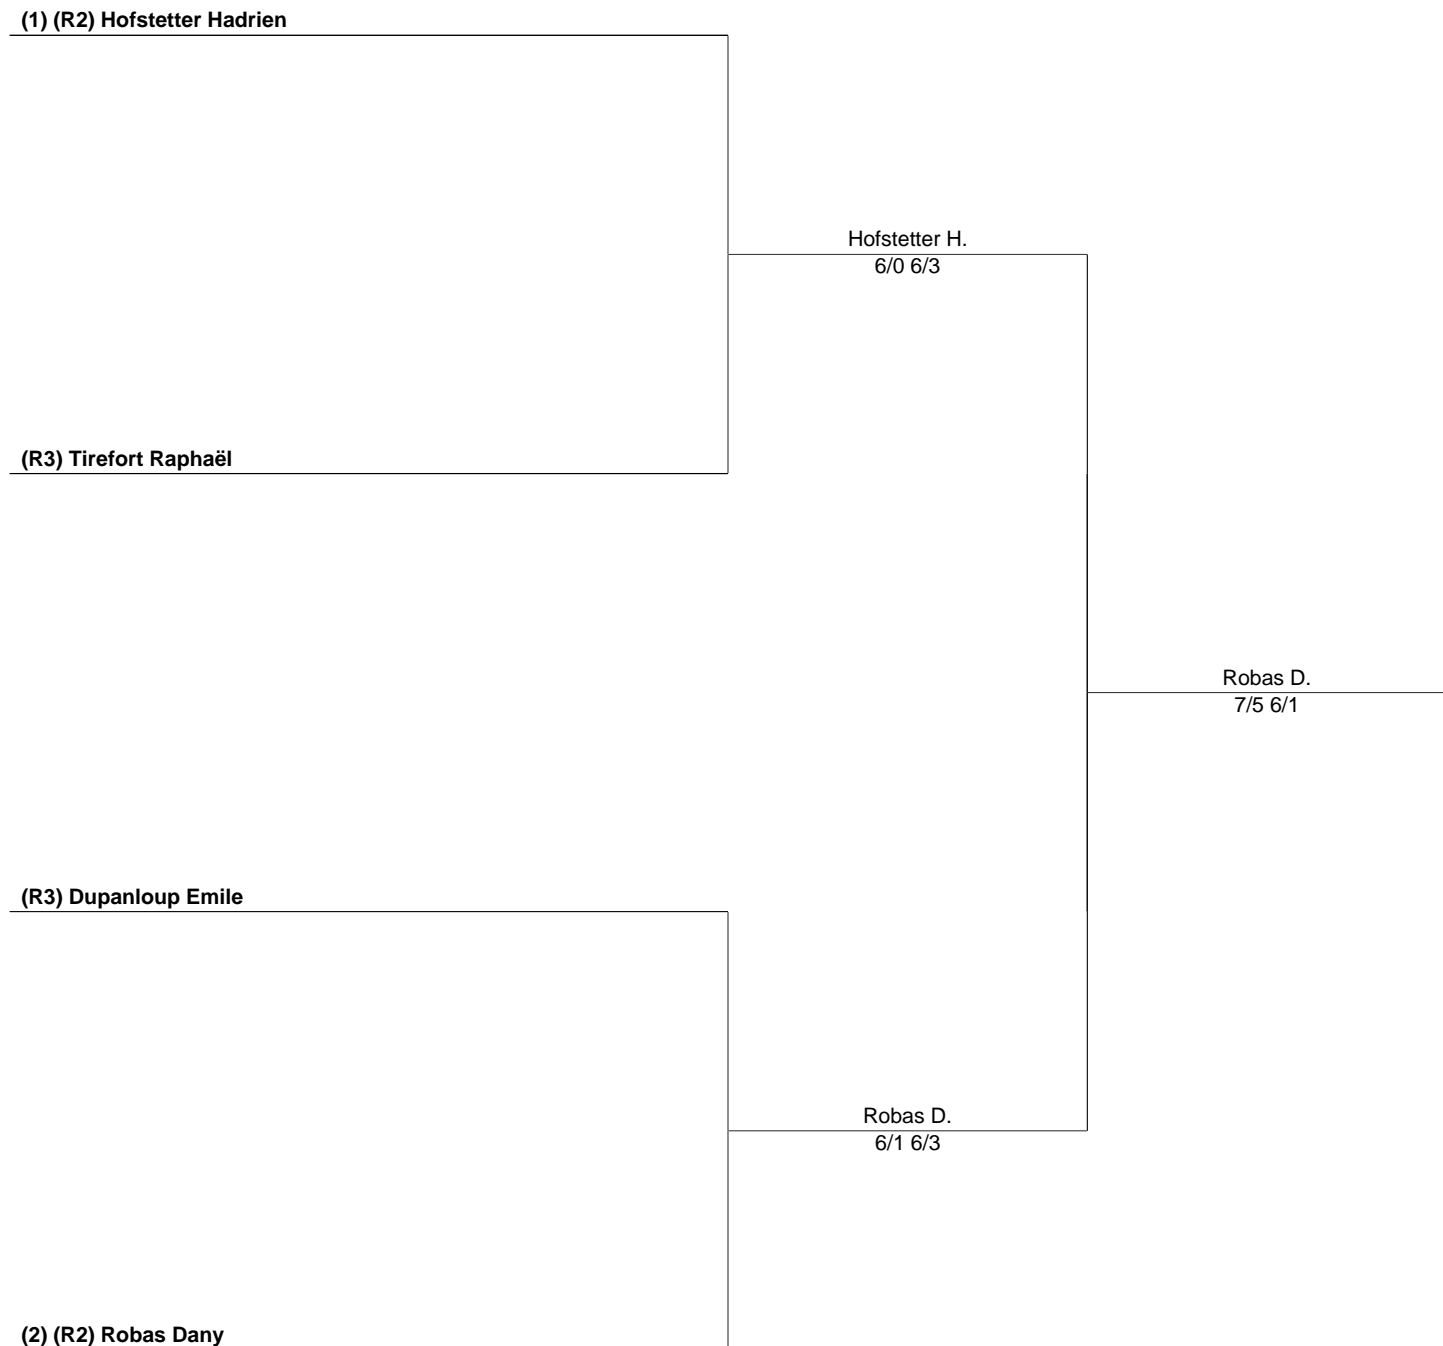 (1) (R2) Hofstetter Hadrien
Hofstetter H.
6/0 6/3
(R3) Tirefort Raphaël
Robas D.
7/5 6/1
(R3) Dupanloup Emile
Robas D.
6/1 6/3
(2) (R2) Robas Dany